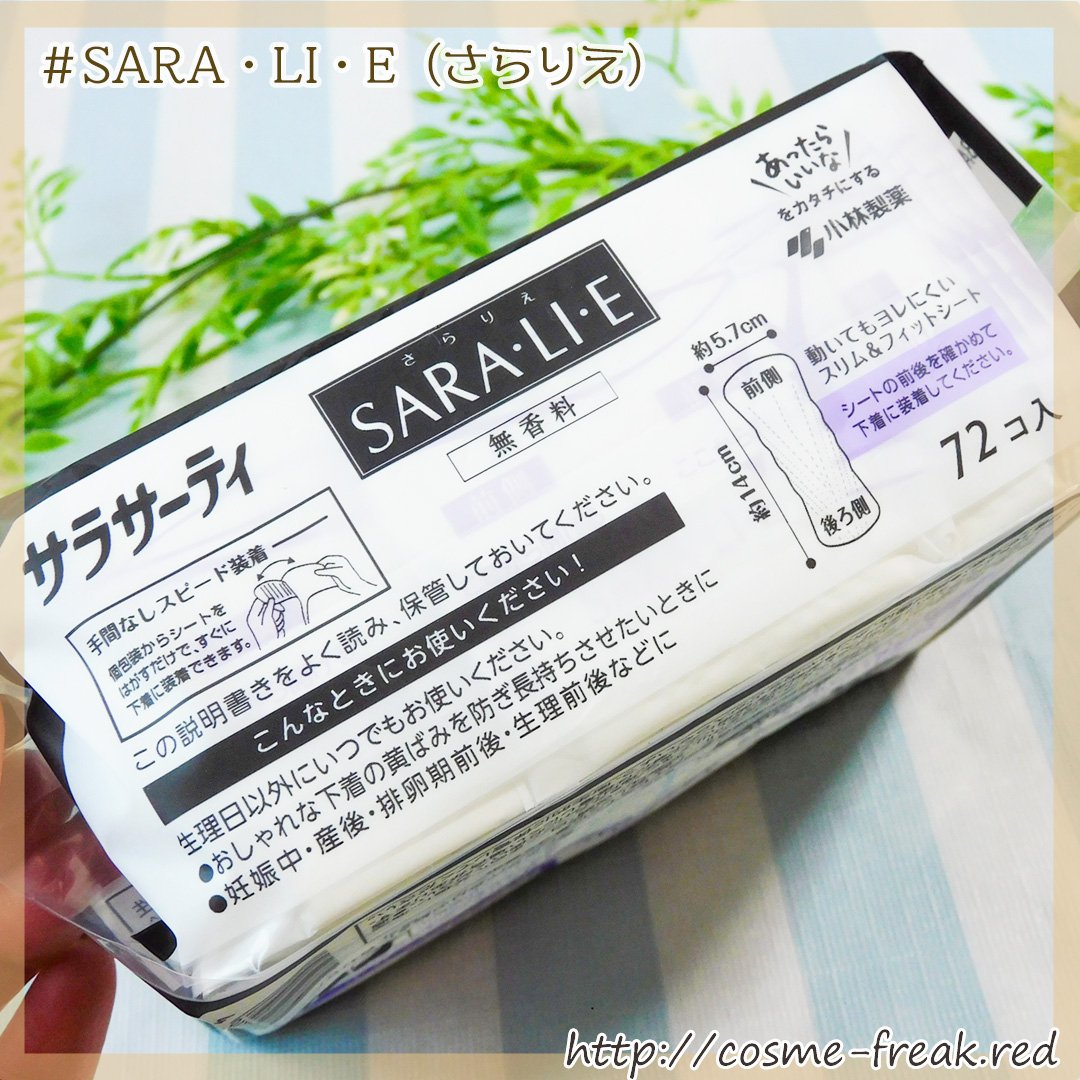 #SARA・LI・E（さらりえ）
あったら
いいな
をカタチにする
小林製薬
さらりえ
SARA・LI・E
無香料
動いてもヨレにくい
スリム&フィットシート
シートの前後を確かめて
下着に装着してください。
約5.7cm
前側
約14cm
後ろ側
72コ入
サラサーティ
手間なしスピード装着
個包装からシートを
はがすだけで、すぐに
下着に装着できます。
この説明書きをよく読み、保管しておいてください。
こんなときにお使いください!
生理日以外にいつでもお使いください。
●おしゃれな下着の黄ばみを防ぎ長持ちさせたいときに
●妊娠中・産後・排卵期前後・生理前後などに
http://cosme-freak.red